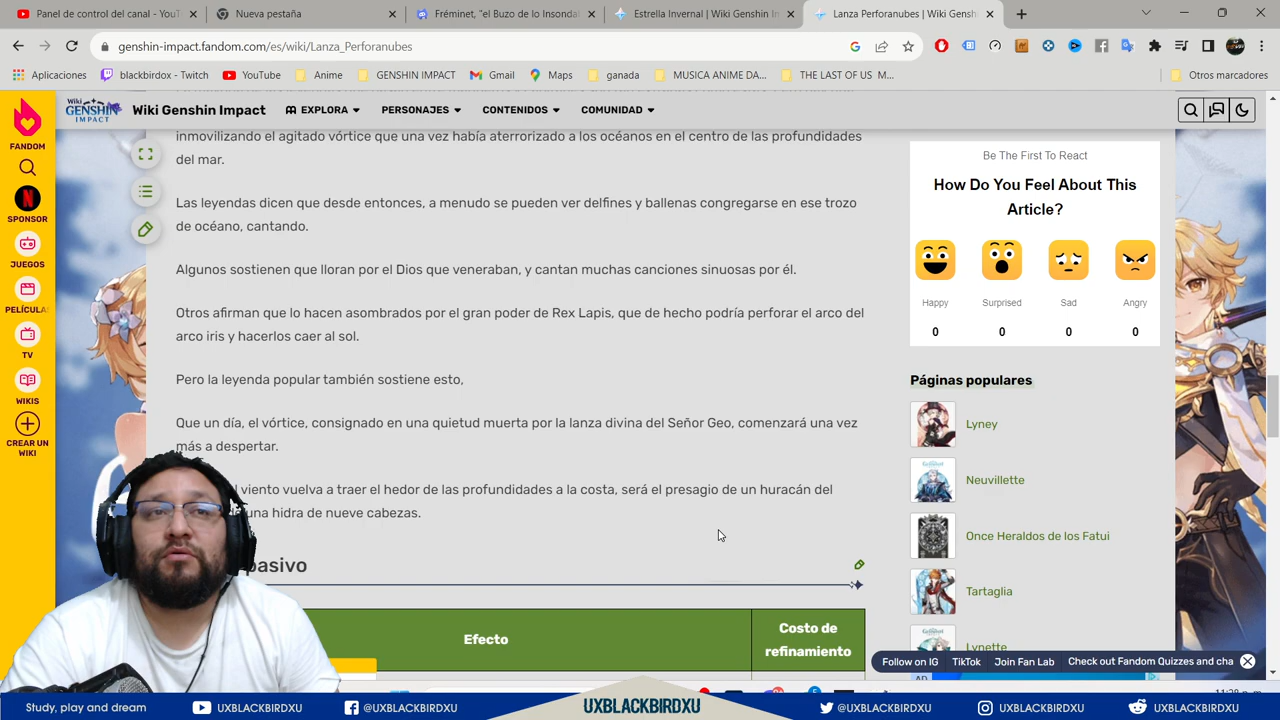 Panel de control del canal - YouT
Nueva pestaña
Fréminet, "el Buzo de lo Insonda
Estrella Invernal | Wiki Genshin In
Lanza Perforanubes | Wiki Gensh
genshin-impact.fandom.com/es/wiki/Lanza_Perforanubes
Aplicaciones
blackbirdox - Twitch
YouTube
Anime
GENSHIN IMPACT
Gmail
Maps
ganada
MUSICA ANIME DA...
THE LAST OF US M...
Otros marcadores
Wiki GENSHIN IMPACT
Wiki Genshin Impact
EXPLORA
PERSONAJES
CONTENIDOS
COMUNIDAD
FANDOM
SPONSOR
JUEGOS
PELÍCULA
TV
WIKIS
CREAR UN
WIKI
inmovilizando el agitado vórtice que una vez había aterrorizado a los océanos en el centro de las profundidades
del mar.
Las leyendas dicen que desde entonces, a menudo se pueden ver delfines y ballenas congregarse en ese trozo
de océano, cantando.
Algunos sostienen que lloran por el Dios que veneraban, y cantan muchas canciones sinuosas por él.
Otros afirman que lo hacen asombrados por el gran poder de Rex Lapis, que de hecho podría perforar el arco del
arco iris y hacerlos caer al sol.
Pero la leyenda popular también sostiene esto,
Que un día, el vórtice, consignado en una quietud muerta por la lanza divina del Señor Geo, comenzará una vez
más a despertar.
viento vuelva a traer el hedor de las profundidades a la costa, será el presagio de un huracán del
una hidra de nueve cabezas.
pasivo
Efecto
Costo de
refinamiento
Be The First To React
How Do You Feel About This
Article?
Happy
Surprised
Sad
Angry
0
0
0
0
Páginas populares
Lyney
Neuvillette
Once Heraldos de los Fatui
Tartaglia
Lynette
Follow on IG
TikTok
Join Fan Lab
Check out Fandom Quizzes and cha
AD
Study, play and dream
UXBLACKBIRDXU
@UXBLACKBIRDXU
UXBLACKBIRDXU
@UXBLACKBIRDXU
@UXBLACKBIRDXU
UXBLACKBIRDXU